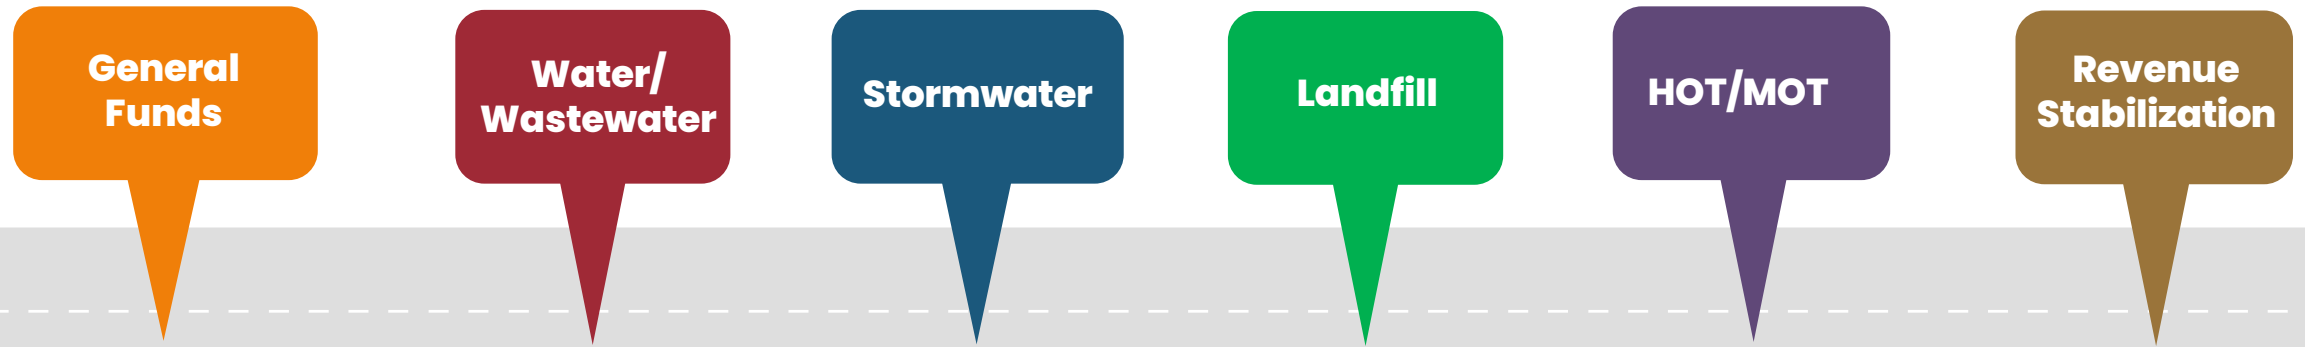 General
Funds
Water/
Wastewater
Stormwater
Landfill
HOT/MOT
Revenue
Stabilization